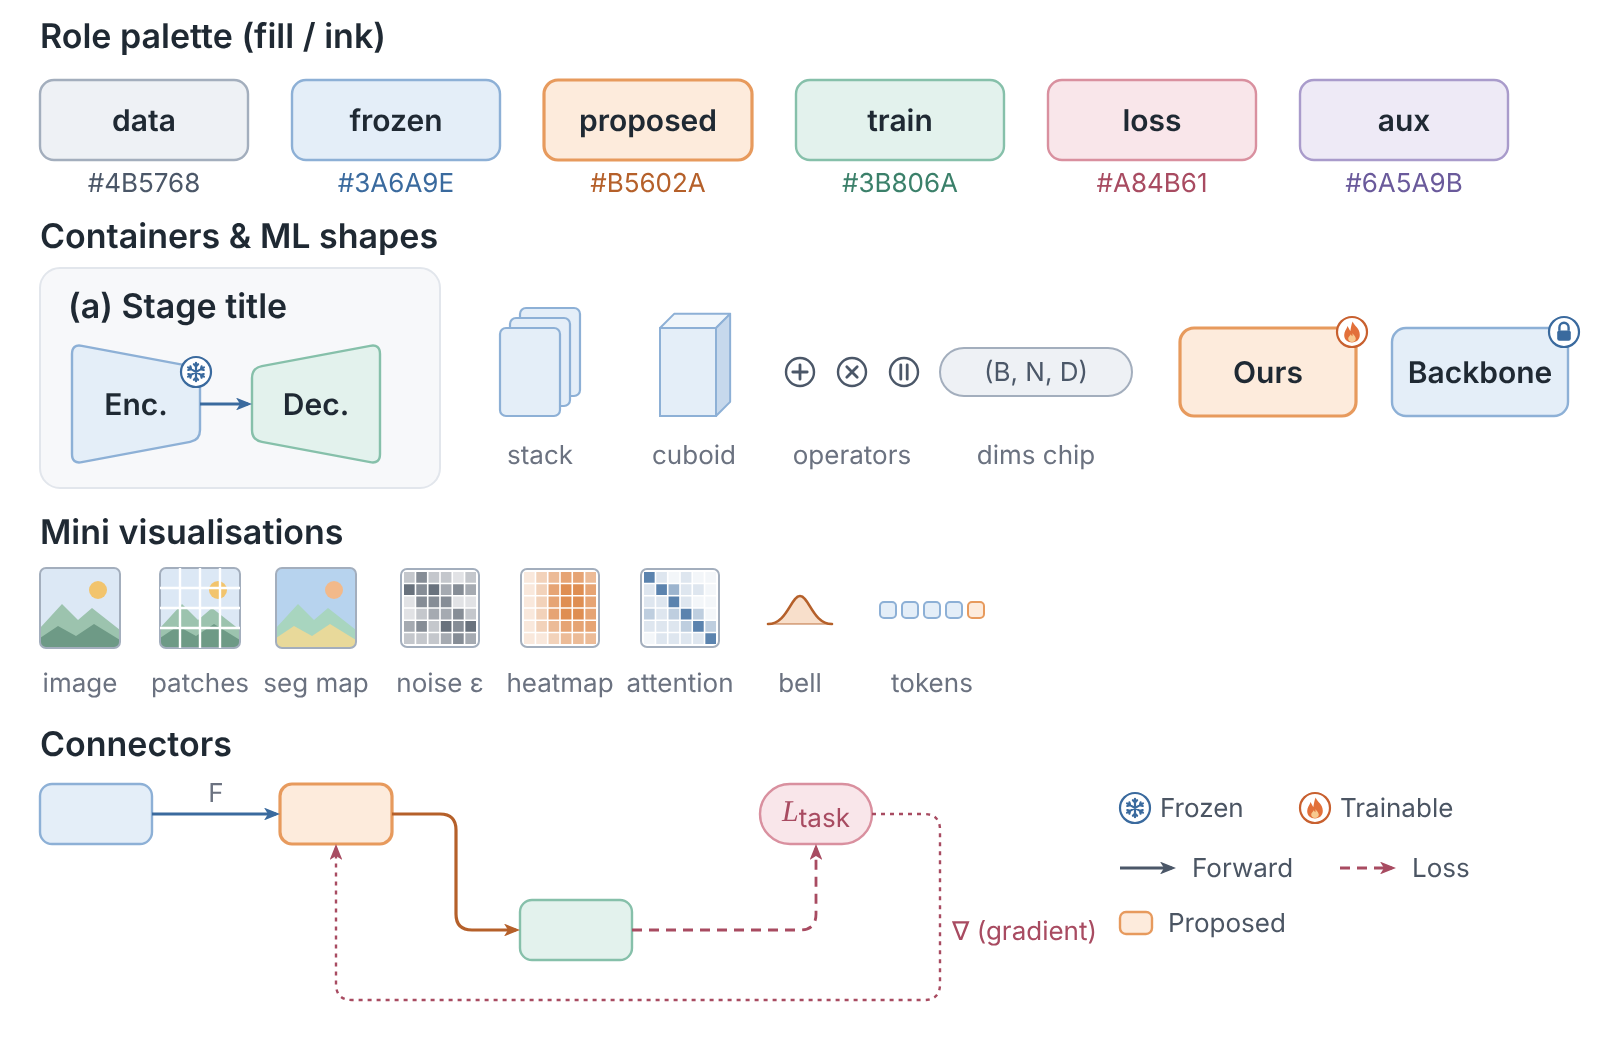 Role palette (fill / ink)
data
frozen
proposed
train
loss
aux
#4B5768
#3A6A9E
#B5602A
#3B806A
#A84B61
#6A5A9B
Containers & ML shapes
(a) Stage title
Enc.
Dec.
(B, N, D)
Ours
Backbone
stack
cuboid
operators
dims chip
Mini visualisations
image
patches
seg map
noise ε
heatmap
attention
bell
tokens
Connectors
F
Ltask
∇ (gradient)
Frozen
Trainable
Forward
Loss
Proposed